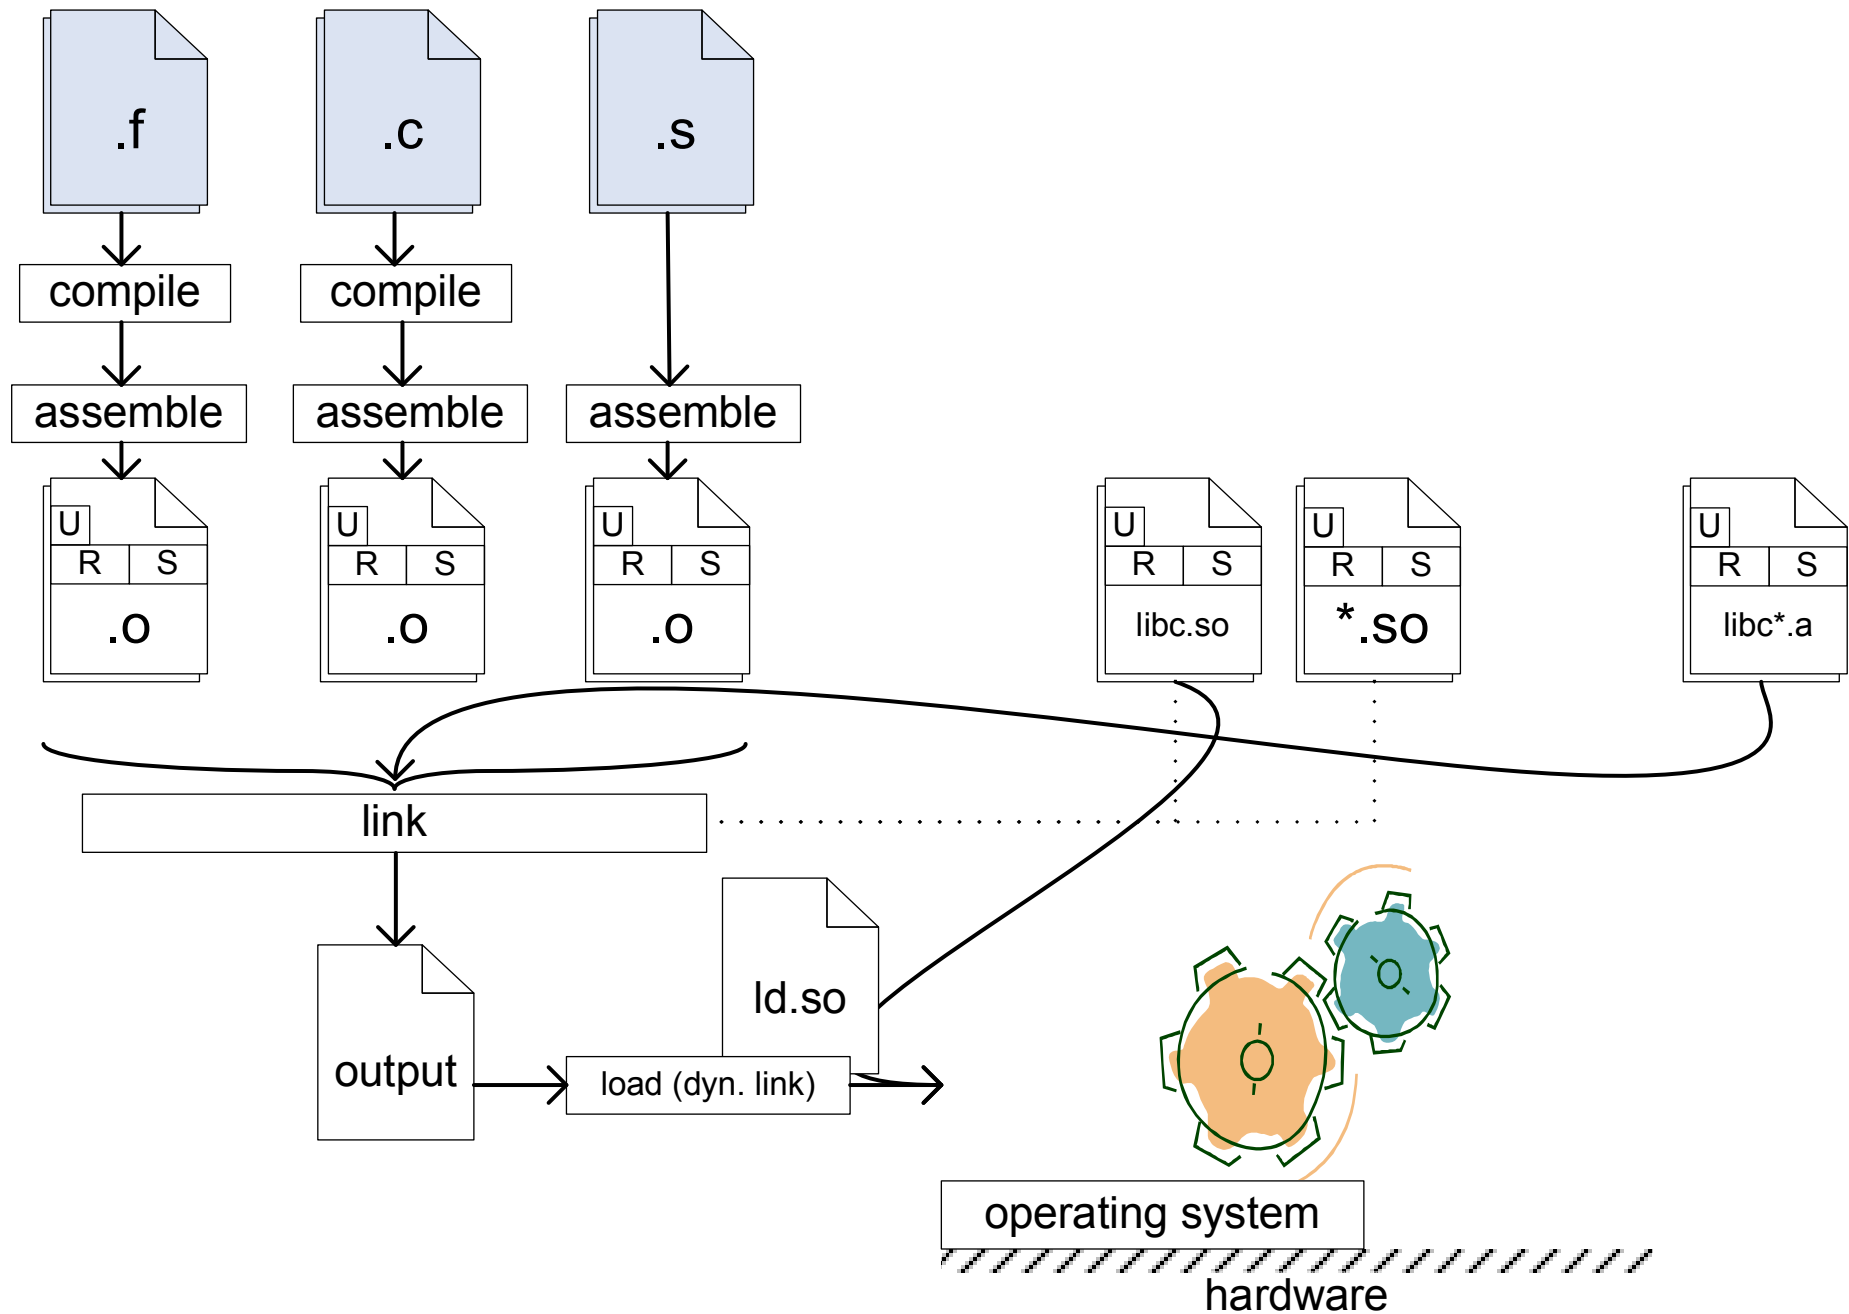 .f
.c
.s
compile
compile
assemble
assemble
assemble
U
R S
.o
U
R S
.o
U
R S
.o
U
R S
libc.so
U
R S
*.so
U
R S
libc*.a
link
ld.so
output
load (dyn. link)
operating system
hardware